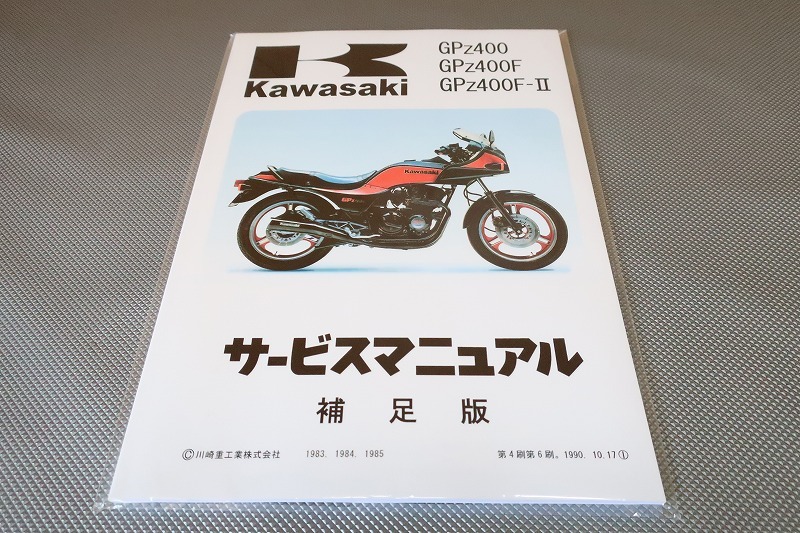 Kawasaki
GPz400
GPz400F
GPz400F-II
Kawasaki
GPz
サービスマニュアル
補足版
©川崎重工業株式会社 1983. 1984. 1985 第4刷第6刷。1990. 10.17①